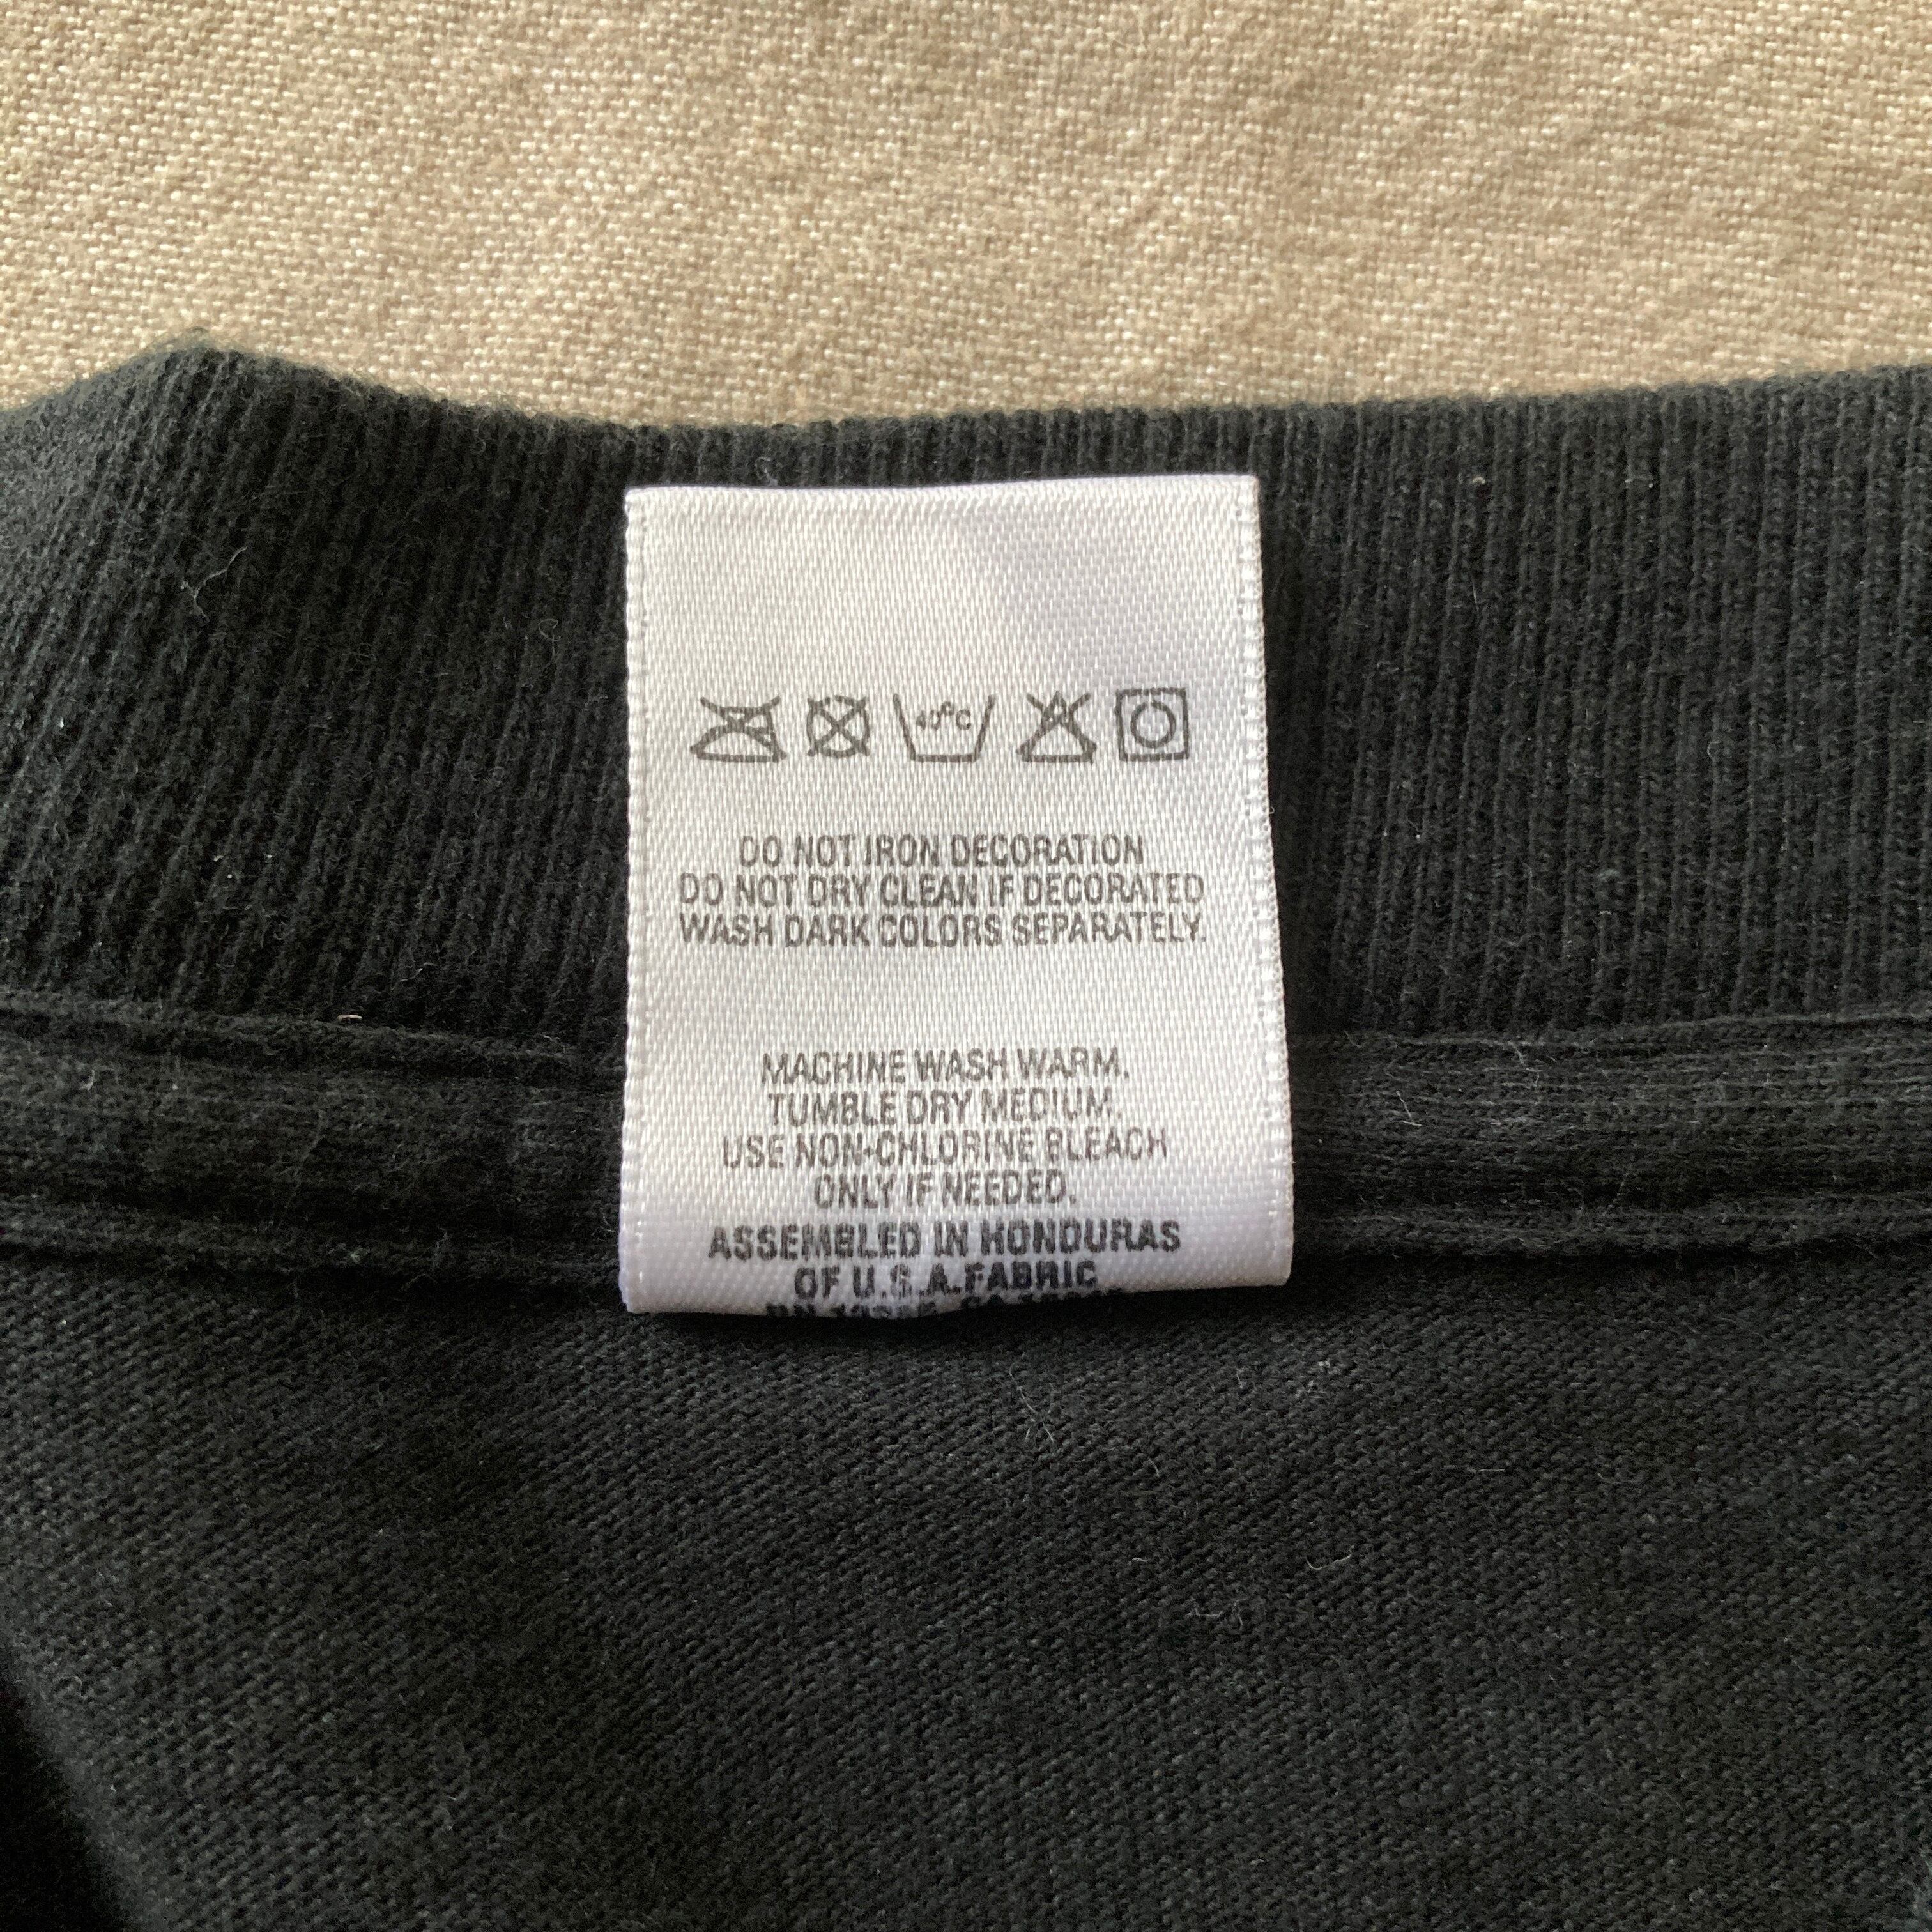 40°C
DO NOT IRON DECORATION
DO NOT DRY CLEAN IF DECORATED
WASH DARK COLORS SEPARATELY.
MACHINE WASH WARM.
TUMBLE DRY MEDIUM.
USE NON-CHLORINE BLEACH
ONLY IF NEEDED.
ASSEMBLED IN HONDURAS
OF U.S.A. FABRIC
RN